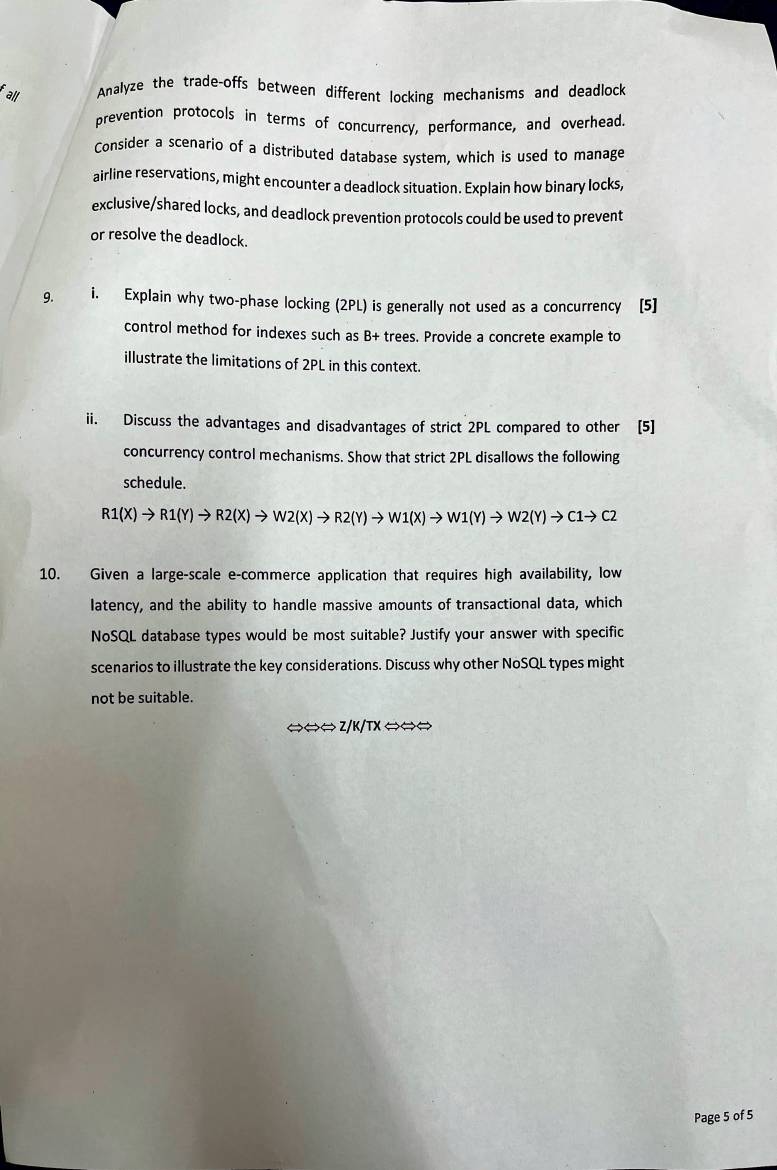 f all
Analyze the trade-offs between different locking mechanisms and deadlock
prevention protocols in terms of concurrency, performance, and overhead.
Consider a scenario of a distributed database system, which is used to manage
airline reservations, might encounter a deadlock situation. Explain how binary locks,
exclusive/shared locks, and deadlock prevention protocols could be used to prevent
or resolve the deadlock.
9. i. Explain why two-phase locking (2PL) is generally not used as a concurrency [5]
control method for indexes such as B+ trees. Provide a concrete example to
illustrate the limitations of 2PL in this context.
ii. Discuss the advantages and disadvantages of strict 2PL compared to other [5]
concurrency control mechanisms. Show that strict 2PL disallows the following
schedule.
R1(X) → R1(Y) → R2(X) → W2(X) → R2(Y) → W1(X) → W1(Y) → W2(Y) → C1→ C2
10. Given a large-scale e-commerce application that requires high availability, low
latency, and the ability to handle massive amounts of transactional data, which
NoSQL database types would be most suitable? Justify your answer with specific
scenarios to illustrate the key considerations. Discuss why other NoSQL types might
not be suitable.
⇔⇔⇔ Z/K/TX ⇔⇔⇔
Page 5 of 5